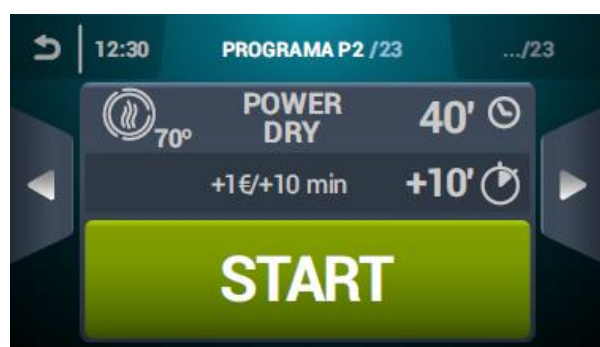 12:30 PROGRAMA P2 /23 .../23
POWER
DRY
70º
40'
+1€/+10 min +10'
START